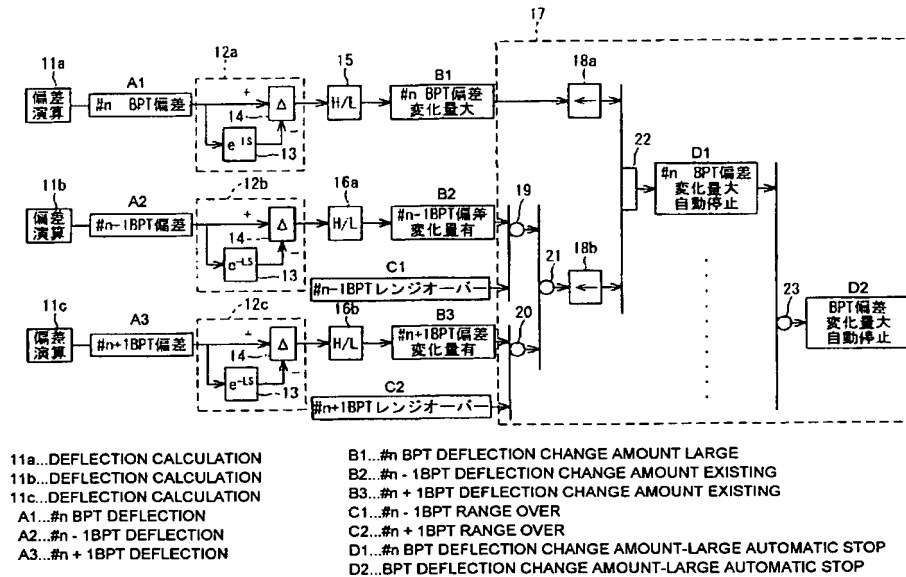 17
12a
18a
11a
A1
15
B1
偏差
演算
#n BPT偏差
+
Δ
14
-
H/L
#n BPT偏差
変化量大
←
22
e-LS
13
D1
#n BPT偏差
変化量大
自動停止
11b
A2
12b
16a
B2
19
偏差
演算
#n-1BPT偏差
+
Δ
14
-
H/L
#n-1BPT偏差
変化量有
21
18b
e-LS
13
C1
←
#n-1BPTレンジオーバー
11c
A3
12c
16b
B3
20
23
D2
偏差
演算
#n+1BPT偏差
+
Δ
14
-
H/L
#n+1BPT偏差
変化量有
BPT偏差
変化量大
自動停止
e-LS
13
C2
#n+1BPTレンジオーバー
11a...DEFLECTION CALCULATION
11b...DEFLECTION CALCULATION
11c...DEFLECTION CALCULATION
A1...#n BPT DEFLECTION
A2...#n - 1BPT DEFLECTION
A3...#n + 1BPT DEFLECTION
B1...#n BPT DEFLECTION CHANGE AMOUNT LARGE
B2...#n - 1BPT DEFLECTION CHANGE AMOUNT EXISTING
B3...#n + 1BPT DEFLECTION CHANGE AMOUNT EXISTING
C1...#n - 1BPT RANGE OVER
C2...#n + 1BPT RANGE OVER
D1...#n BPT DEFLECTION CHANGE AMOUNT-LARGE AUTOMATIC STOP
D2...BPT DEFLECTION CHANGE AMOUNT-LARGE AUTOMATIC STOP